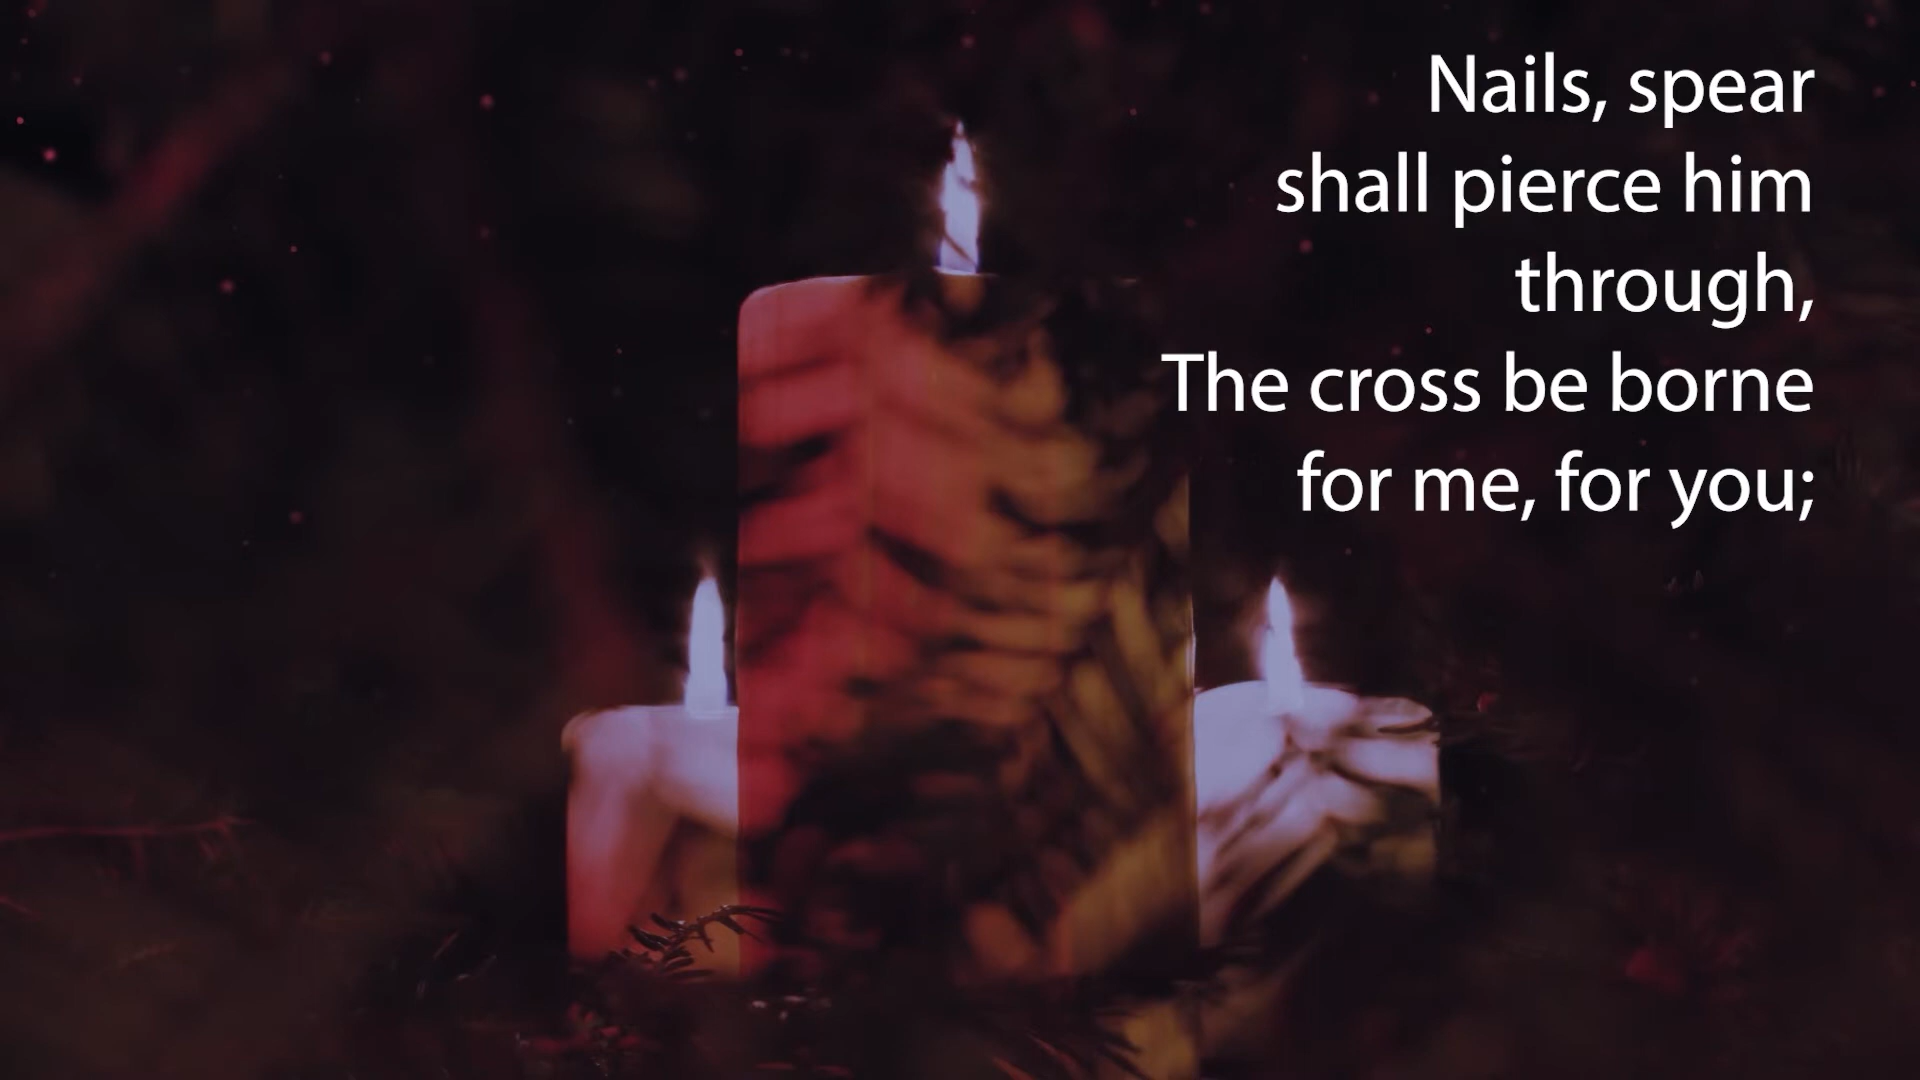 Nails, spear
shall pierce him
through,
The cross be borne
for me, for you;